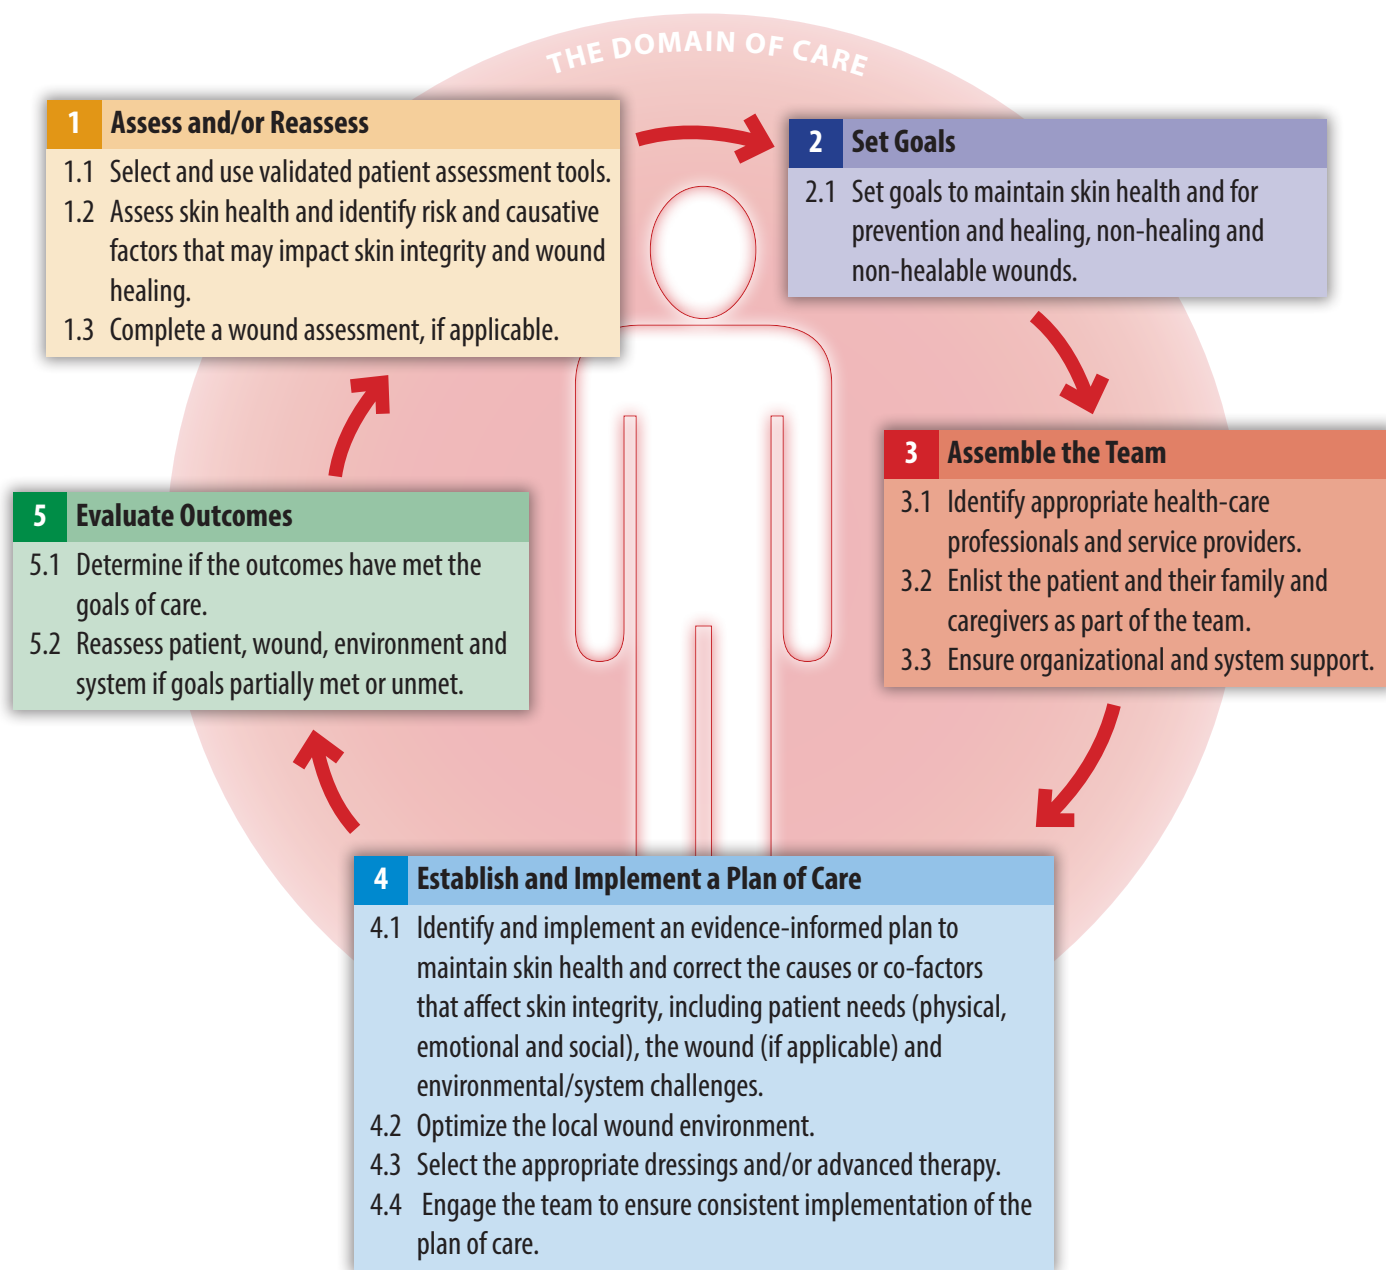 THE DOMAIN OF CARE
1 Assess and/or Reassess
1.1 Select and use validated patient assessment tools.
1.2 Assess skin health and identify risk and causative
factors that may impact skin integrity and wound
healing.
1.3 Complete a wound assessment, if applicable.
2 Set Goals
2.1 Set goals to maintain skin health and for
prevention and healing, non-healing and
non-healable wounds.
3 Assemble the Team
3.1 Identify appropriate health-care
professionals and service providers.
3.2 Enlist the patient and their family and
caregivers as part of the team.
3.3 Ensure organizational and system support.
4 Establish and Implement a Plan of Care
4.1 Identify and implement an evidence-informed plan to
maintain skin health and correct the causes or co-factors
that affect skin integrity, including patient needs (physical,
emotional and social), the wound (if applicable) and
environmental/system challenges.
4.2 Optimize the local wound environment.
4.3 Select the appropriate dressings and/or advanced therapy.
4.4 Engage the team to ensure consistent implementation of the
plan of care.
5 Evaluate Outcomes
5.1 Determine if the outcomes have met the
goals of care.
5.2 Reassess patient, wound, environment and
system if goals partially met or unmet.